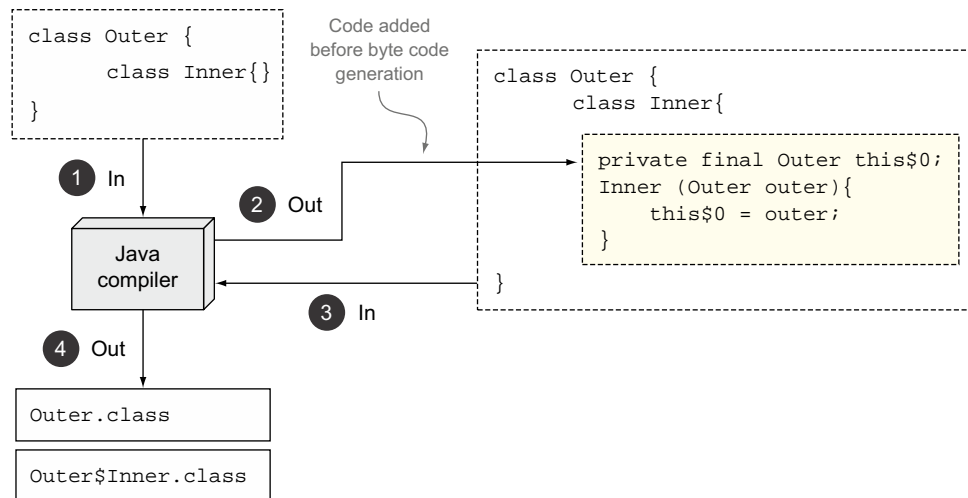 class Outer {
class Inner{}
}
Code added
before byte code
generation
1 In
2 Out
Java
compiler
class Outer {
class Inner{
private final Outer this$0;
Inner (Outer outer){
this$0 = outer;
}
}
3 In
4 Out
Outer.class
Outer$Inner.class